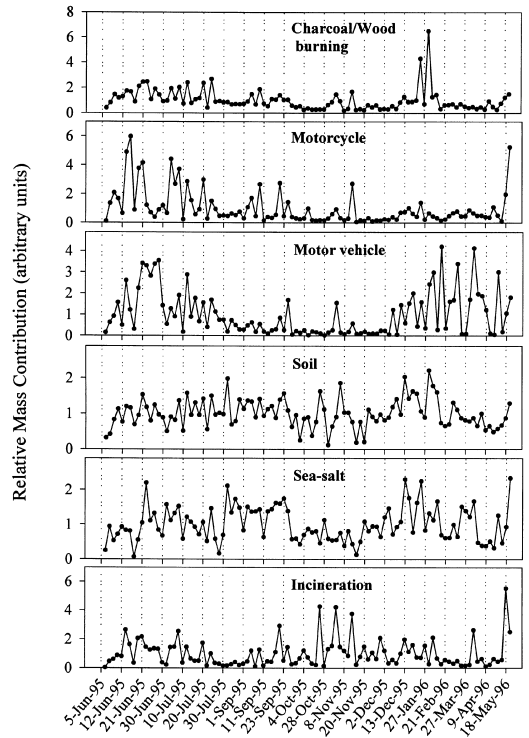 Relative Mass Contribution (arbitrary units)
8
6
4
2
0
Charcoal/Wood
burning
6
4
2
0
Motorcycle
4
3
2
1
0
Motor vehicle
2
1
0
Soil
2
1
0
Sea-salt
6
4
2
0
Incineration
5-Jun-95
12-Jun-95
21-Jun-95
30-Jun-95
10-Jul-95
20-Jul-95
30-Jul-95
1-Sep-95
11-Sep-95
23-Sep-95
4-Oct-95
28-Oct-95
8-Nov-95
20-Nov-95
2-Dec-95
13-Dec-95
27-Jan-96
21-Feb-96
27-Mar-96
9-Apr-96
18-May-96